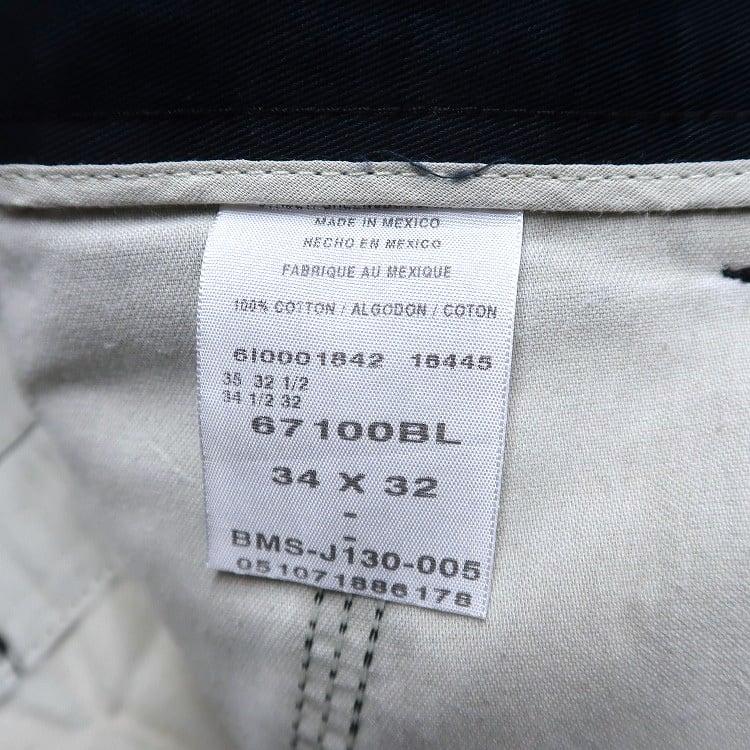 MADE IN MEXICO
HECHO EN MEXICO
FABRIQUE AU MEXIQUE
100% COTTON / ALGODON / COTON
6I0001842 16445
35 32 1/2
34 1/2 32
67100BL
34 X 32
-
-
BMS-J130-005
051071886178